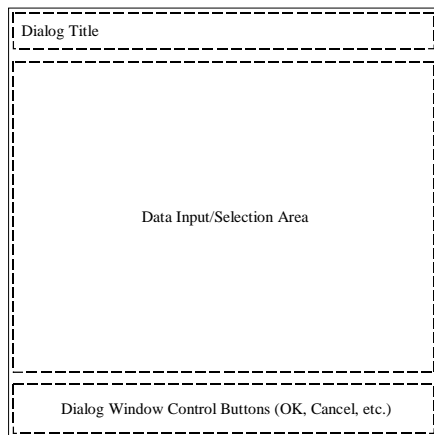 Dialog Title
Data Input/Selection Area
Dialog Window Control Buttons (OK, Cancel, etc.)